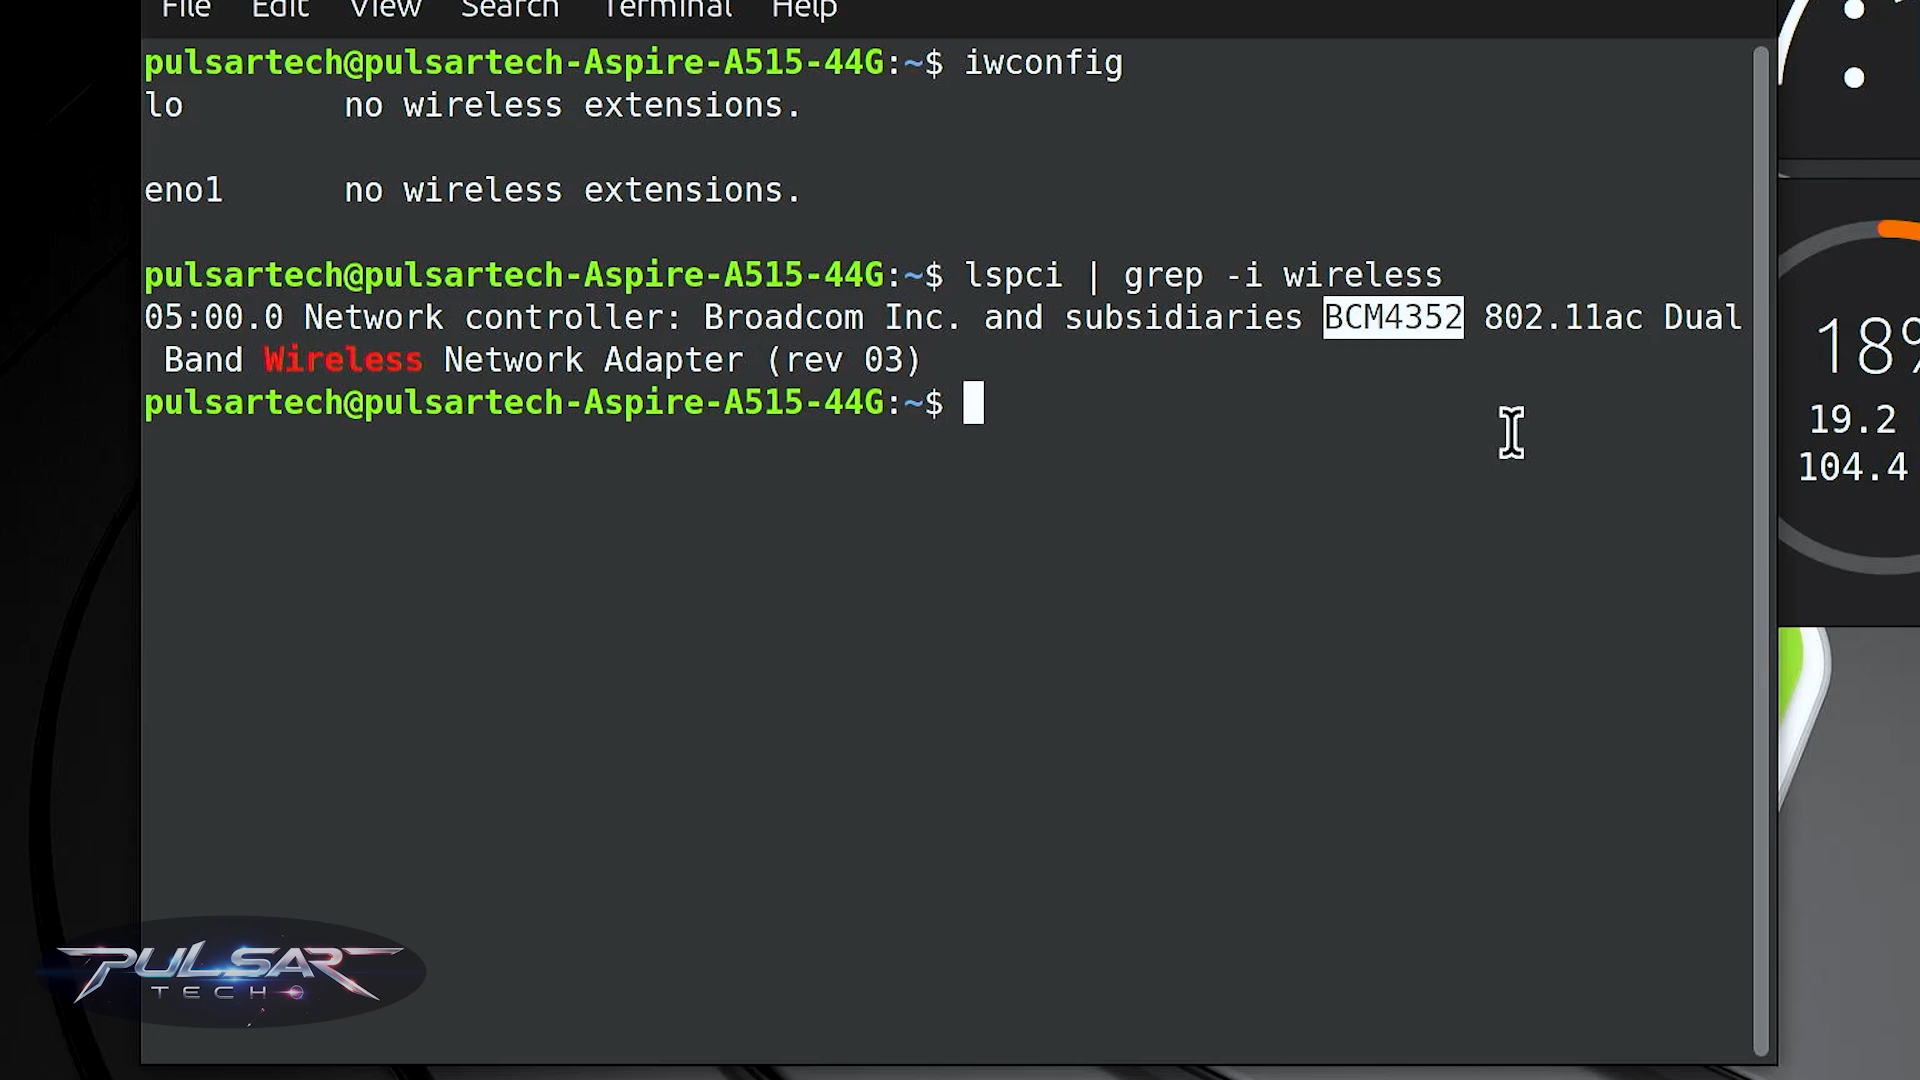 File Edit View Search Terminal Help
pulsartech@pulsartech-Aspire-A515-44G:~$ iwconfig
lo        no wireless extensions.
eno1      no wireless extensions.
pulsartech@pulsartech-Aspire-A515-44G:~$ lspci | grep -i wireless
05:00.0 Network controller: Broadcom Inc. and subsidiaries BCM4352 802.11ac Dual
 Band Wireless Network Adapter (rev 03)
pulsartech@pulsartech-Aspire-A515-44G:~$
18%
19.2
104.4
PULSAR
TECH